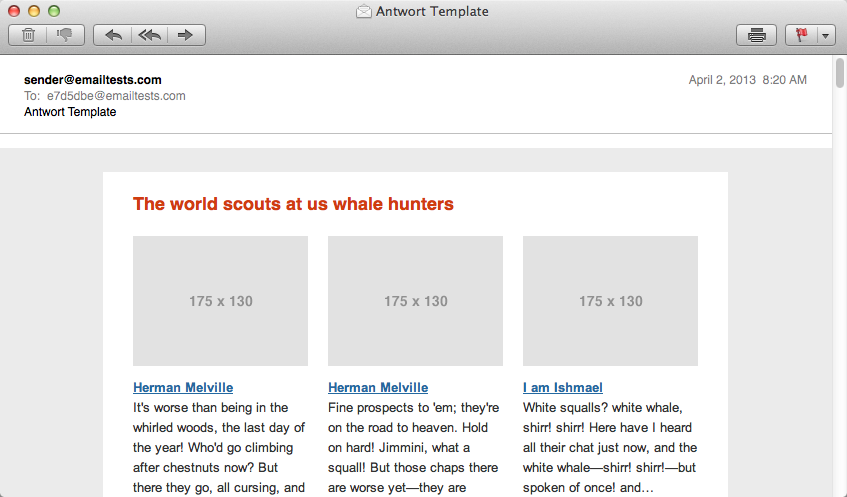 Antwort Template
sender@emailtests.com
April 2, 2013 8:20 AM
To: e7d5dbe@emailtests.com
Antwort Template
The world scouts at us whale hunters
175 x 130
175 x 130
175 x 130
Herman Melville
It's worse than being in the
whirled woods, the last day of
the year! Who'd go climbing
after chestnuts now? But
there they go, all cursing, and
Herman Melville
Fine prospects to 'em; they're
on the road to heaven. Hold
on hard! Jimmini, what a
squall! But those chaps there
are worse yet—they are
I am Ishmael
White squalls? white whale,
shirr! shirr! Here have I heard
all their chat just now, and the
white whale—shirr! shirr!—but
spoken of once! and…